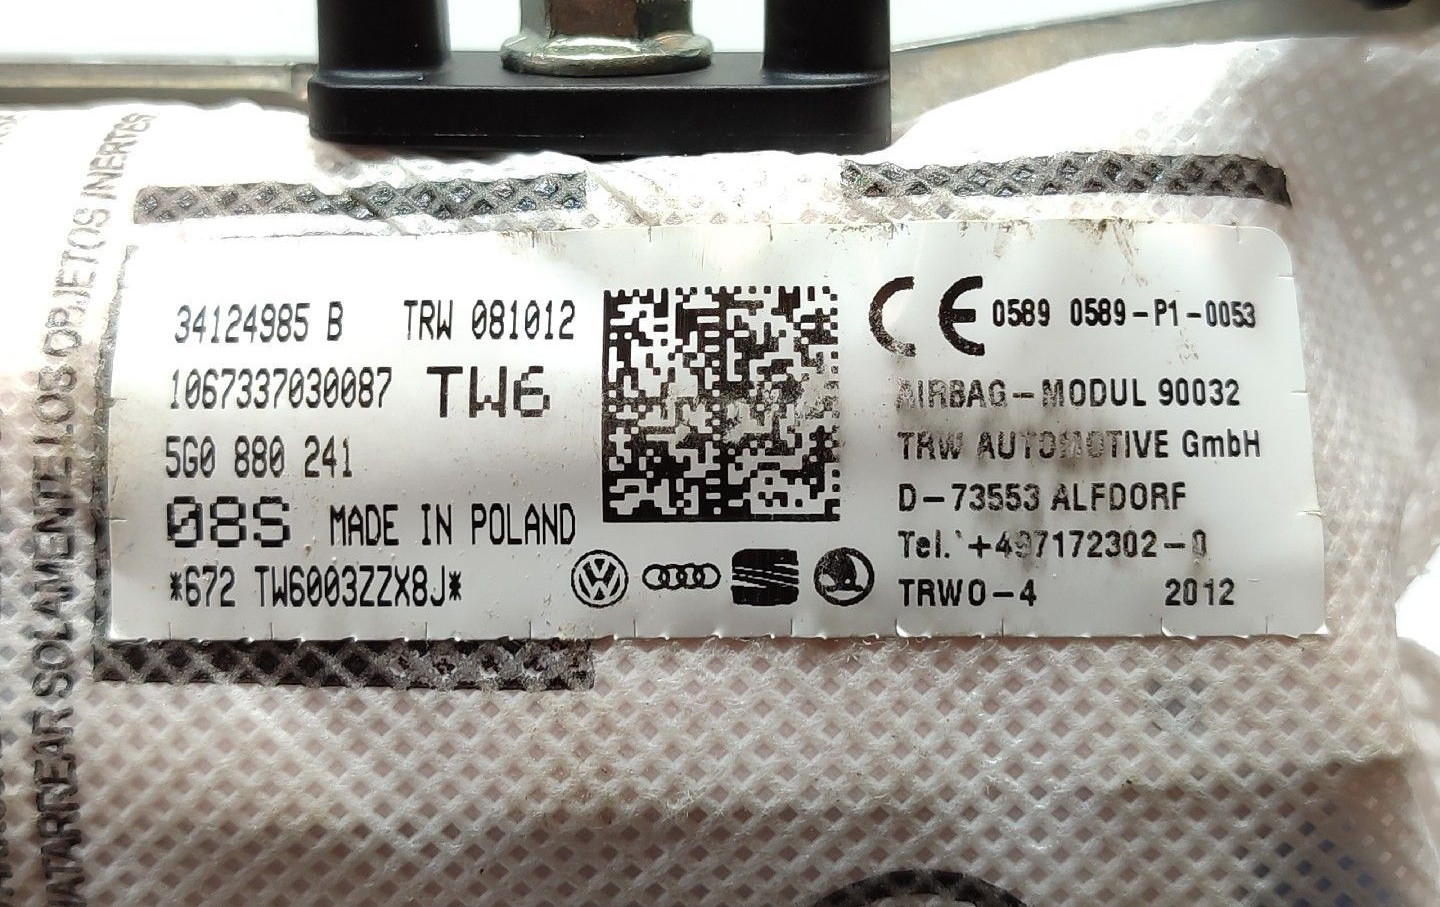 34124985 B TRW 081012
1067337030087 TW6
5G0 880 241
08S MADE IN POLAND
*672 TW6003ZZX8J*
CE 0589 0589-P1-0053
AIRBAG-MODUL 90032
TRW AUTOMOTIVE GmbH
D-73553 ALFDORF
Tel. +497172302-0
TRWO-4 2012
SOLAMENTE LOS OBJETOS INERTES